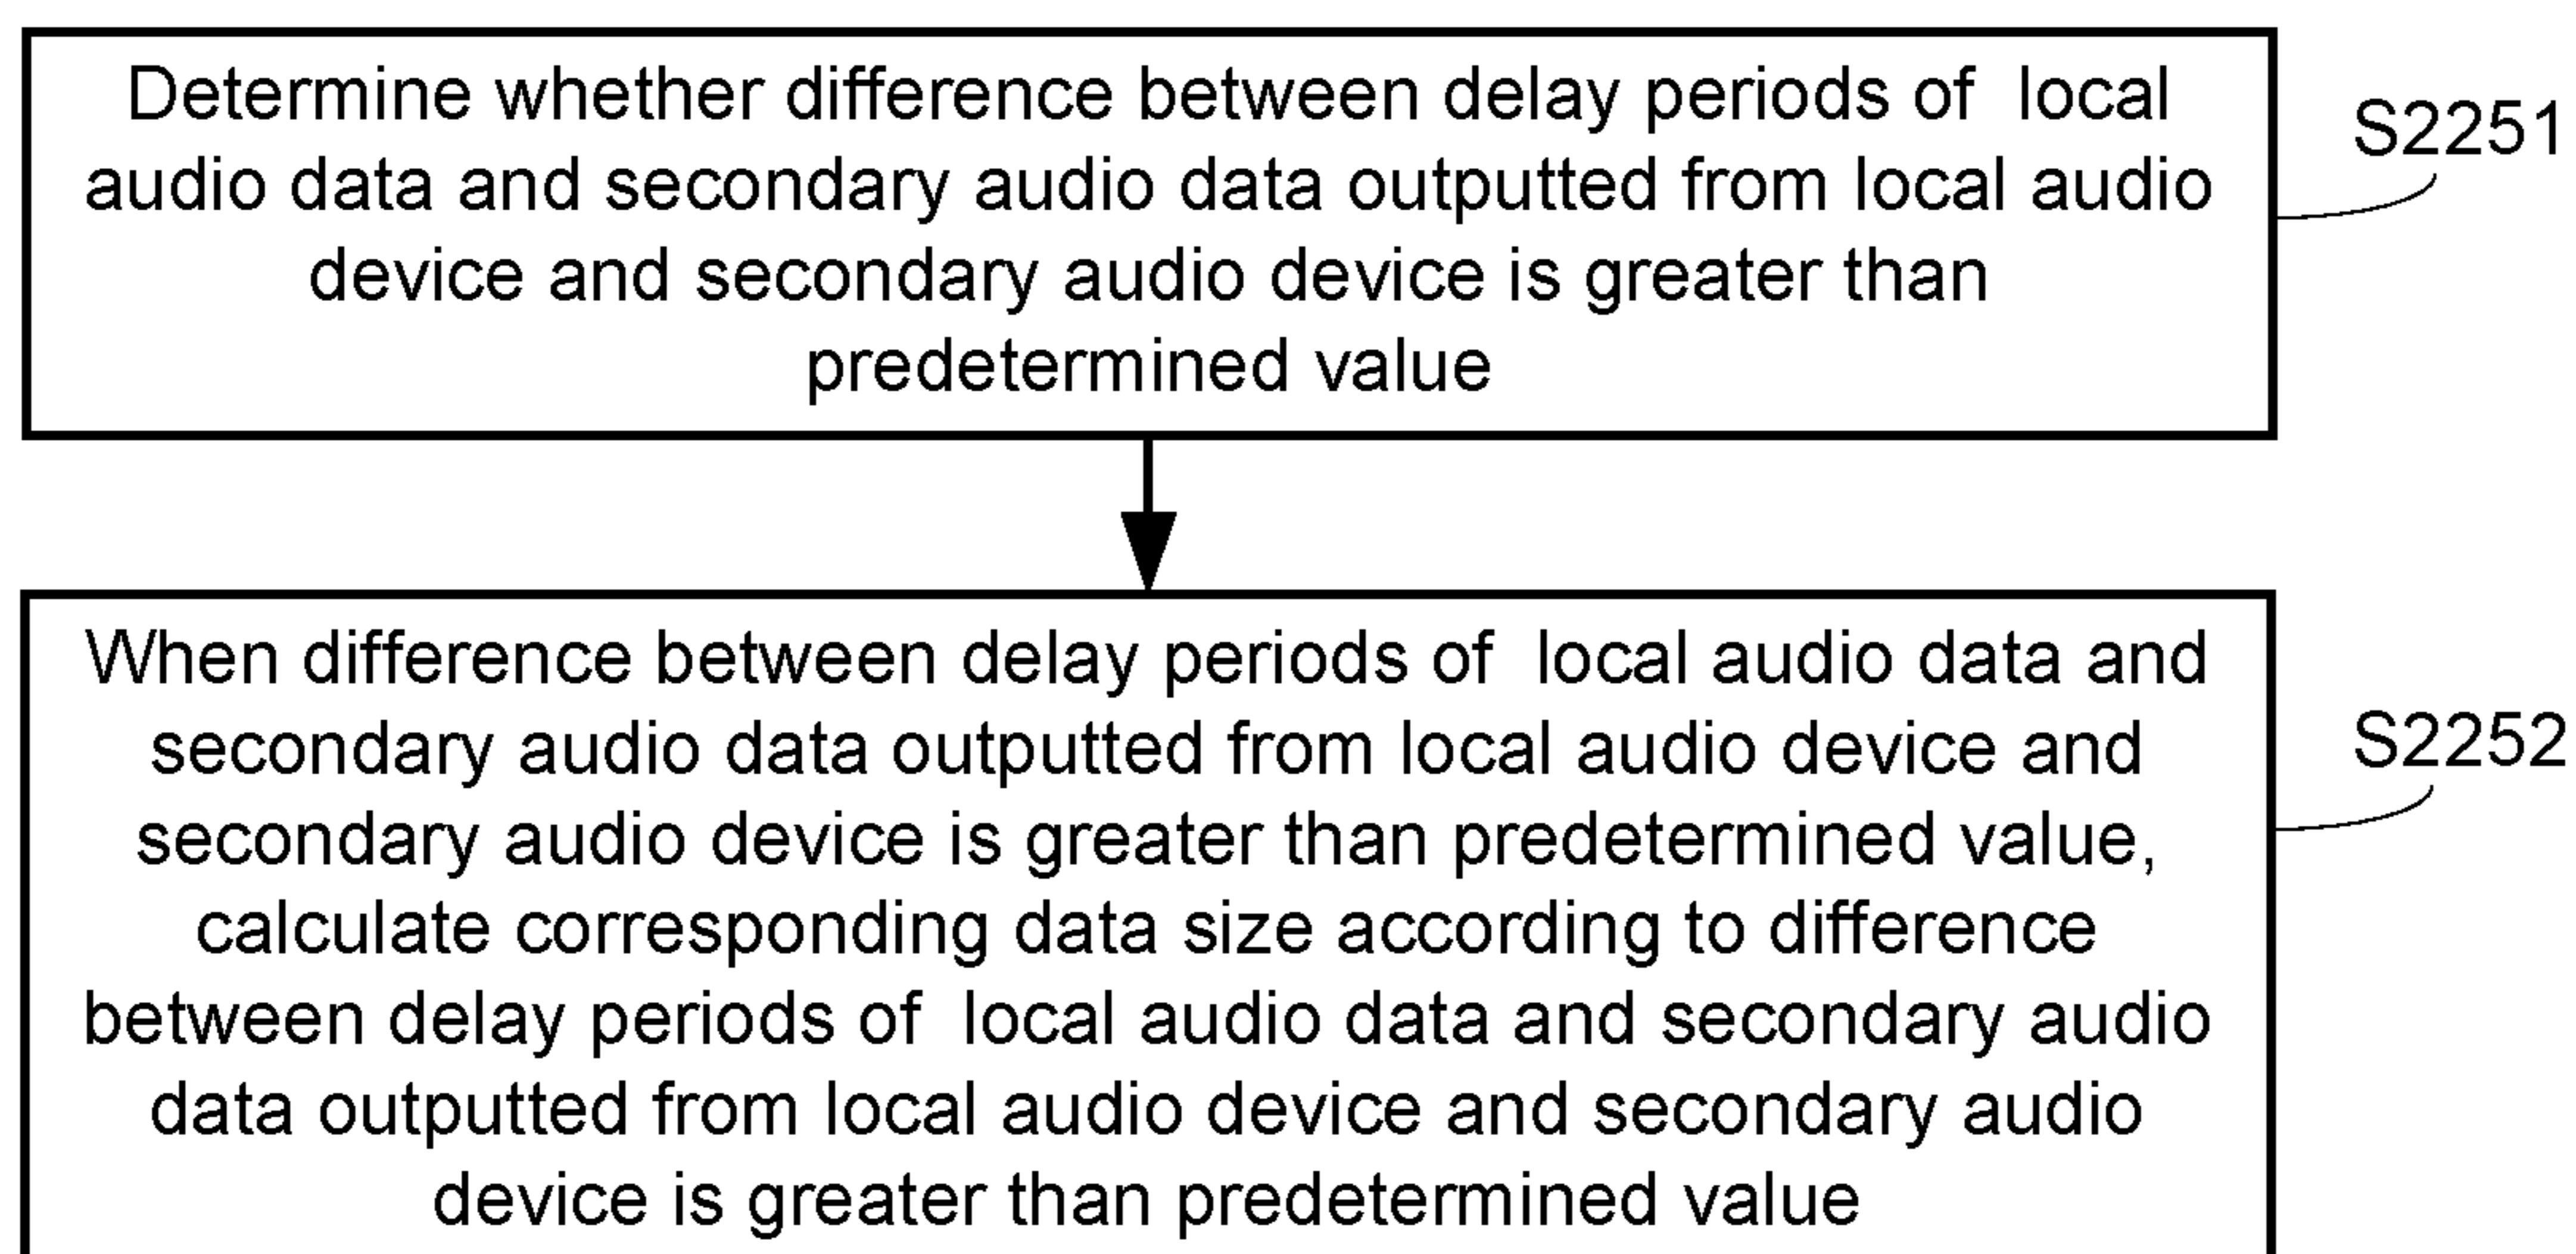 Determine whether difference between delay periods of local
audio data and secondary audio data outputted from local audio
device and secondary audio device is greater than
predetermined value
S2251
When difference between delay periods of local audio data and
secondary audio data outputted from local audio device and
secondary audio device is greater than predetermined value,
calculate corresponding data size according to difference
between delay periods of local audio data and secondary audio
data outputted from local audio device and secondary audio
device is greater than predetermined value
S2252